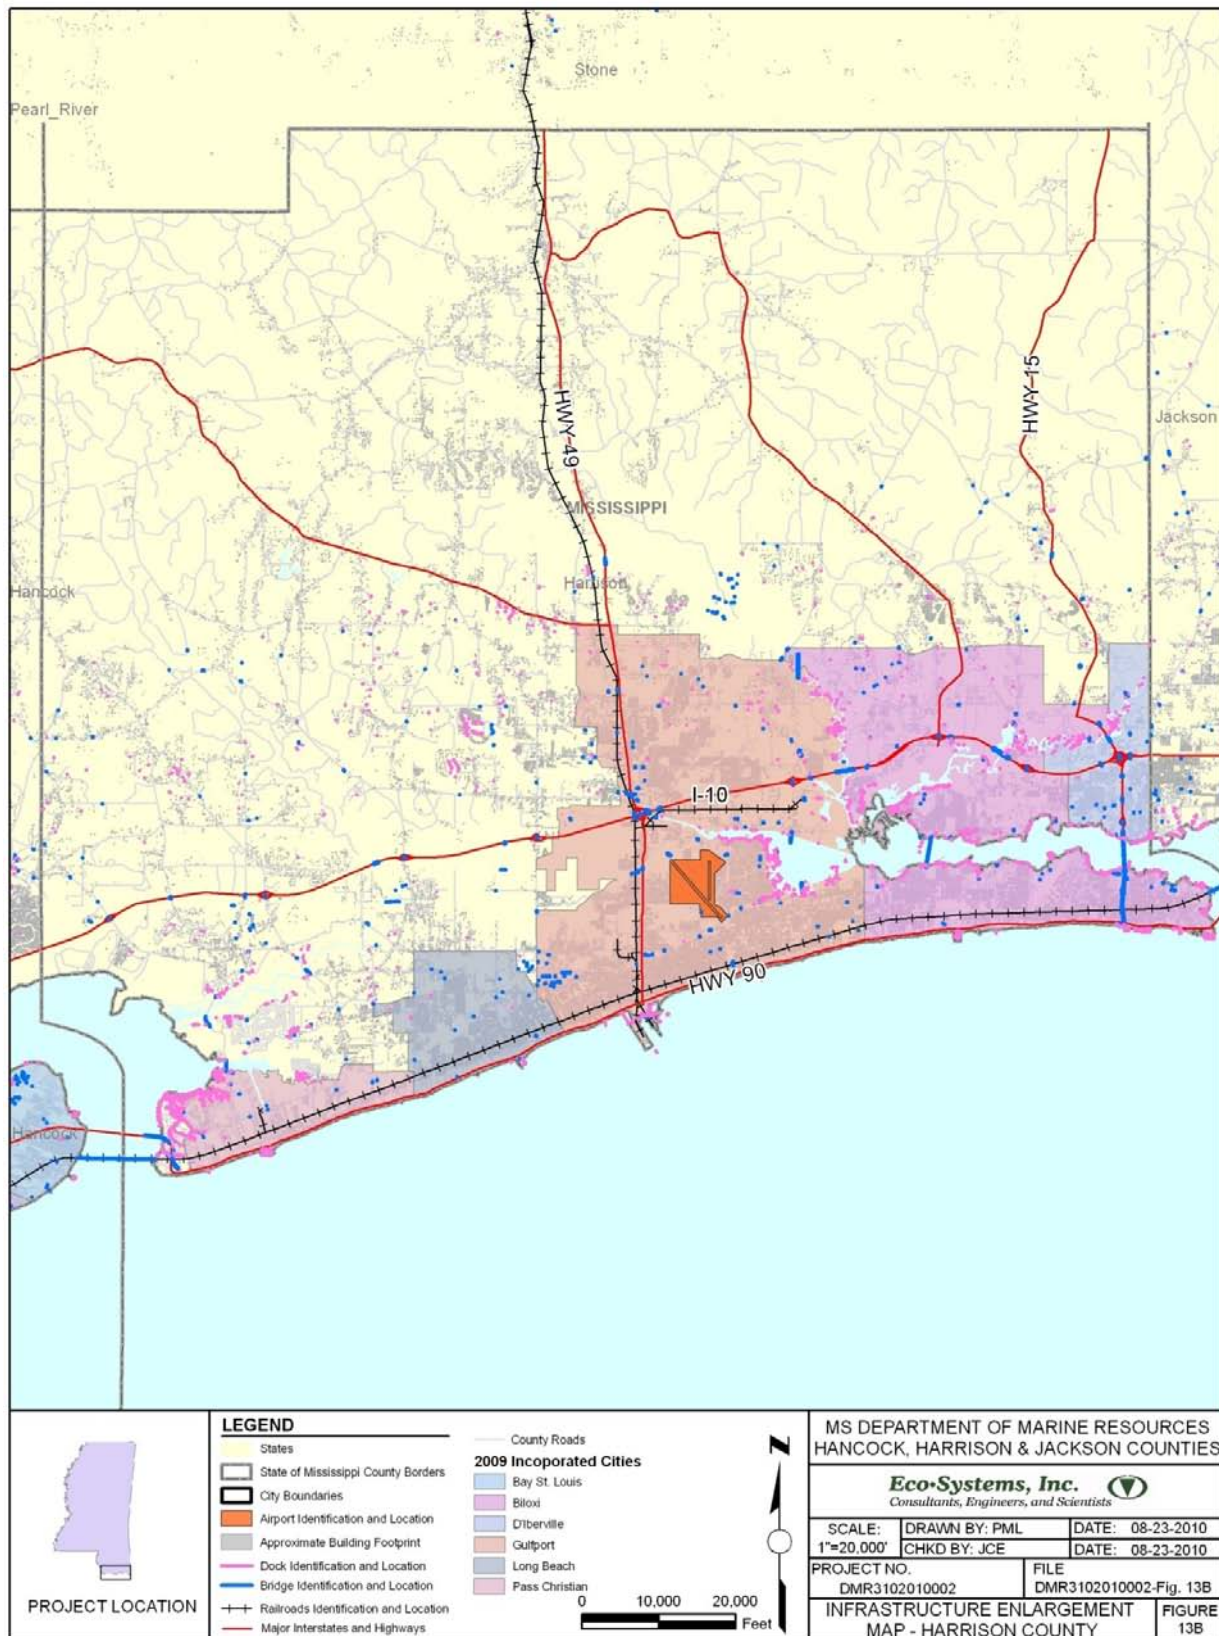 Stone
Pearl_River
HWY 49
HWY 15
Jackson
MISSISSIPPI
Harrison
Hancock
I-10
HWY 90
Hancock
PROJECT LOCATION
LEGEND
States
State of Mississippi County Borders
City Boundaries
Airport Identification and Location
Approximate Building Footprint
Dock Identification and Location
Bridge Identification and Location
Railroads Identification and Location
Major Interstates and Highways
County Roads
2009 Incoporated Cities
Bay St. Louis
Biloxi
D'Iberville
Gulfport
Long Beach
Pass Christian
N
0 10,000 20,000
Feet
MS DEPARTMENT OF MARINE RESOURCES
HANCOCK, HARRISON & JACKSON COUNTIES
Eco-Systems, Inc.
Consultants, Engineers, and Scientists
SCALE: DRAWN BY: PML DATE: 08-23-2010
1"=20,000' CHKD BY: JCE DATE: 08-23-2010
PROJECT NO. FILE
DMR3102010002 DMR3102010002-Fig. 13B
INFRASTRUCTURE ENLARGEMENT FIGURE
MAP - HARRISON COUNTY 13B